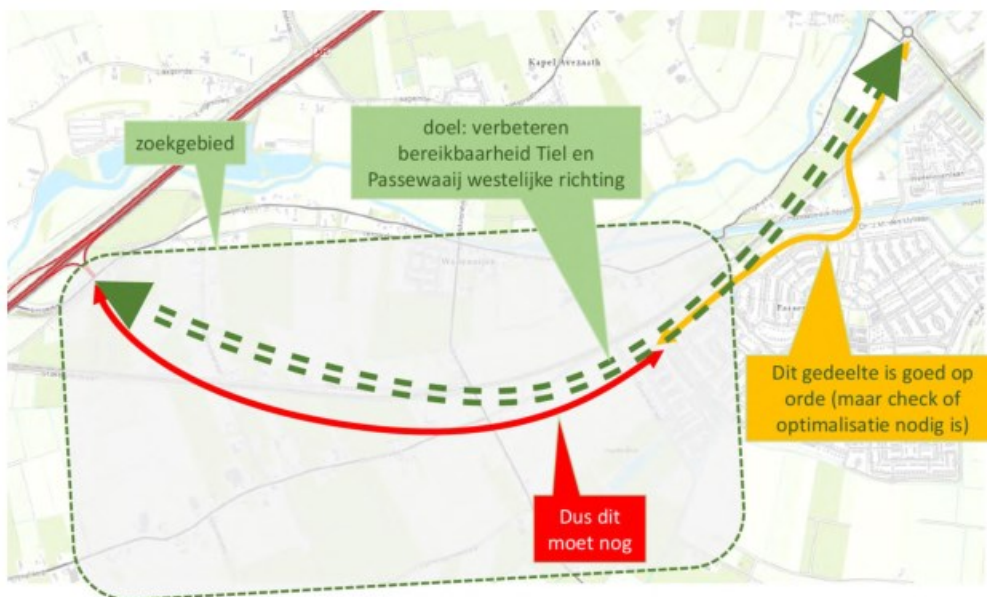 Kapel-Avezaath
zoekgebied
doel: verbeteren
bereikbaarheid Tiel en
Passewaaij westelijke richting
Dit gedeelte is goed op
orde (maar check of
optimalisatie nodig is)
Dus dit
moet nog